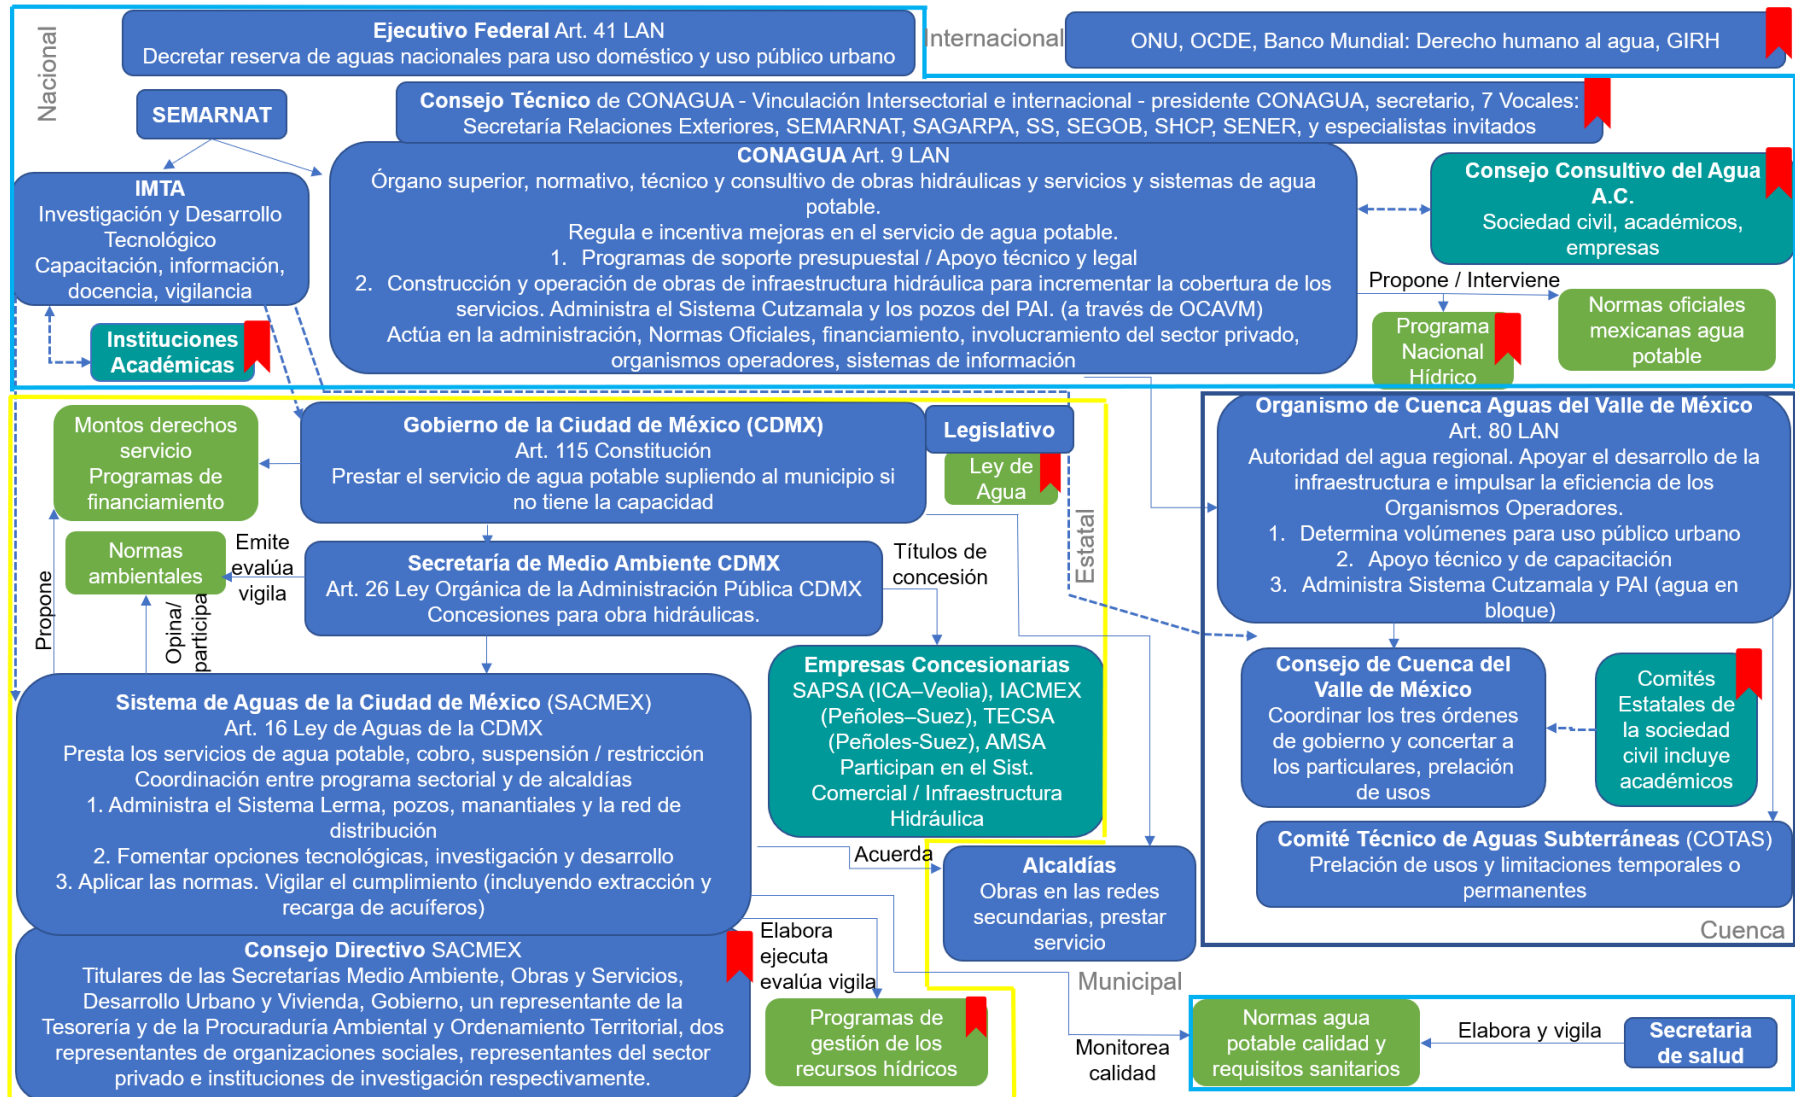 Nacional
Ejecutivo Federal Art. 41 LAN
Decretar reserva de aguas nacionales para uso doméstico y uso público urbano
Internacional
ONU, OCDE, Banco Mundial: Derecho humano al agua, GIRH
SEMARNAT
Consejo Técnico de CONAGUA - Vinculación Intersectorial e internacional - presidente CONAGUA, secretario, 7 Vocales:
Secretaría Relaciones Exteriores, SEMARNAT, SAGARPA, SS, SEGOB, SHCP, SENER, y especialistas invitados
IMTA
Investigación y Desarrollo
Tecnológico
Capacitación, información,
docencia, vigilancia
CONAGUA Art. 9 LAN
Órgano superior, normativo, técnico y consultivo de obras hidráulicas y servicios y sistemas de agua
potable.
Regula e incentiva mejoras en el servicio de agua potable.
1. Programas de soporte presupuestal / Apoyo técnico y legal
2. Construcción y operación de obras de infraestructura hidráulica para incrementar la cobertura de los
servicios. Administra el Sistema Cutzamala y los pozos del PAI. (a través de OCAVM)
Actúa en la administración, Normas Oficiales, financiamiento, involucramiento del sector privado,
organismos operadores, sistemas de información
Consejo Consultivo del Agua
A.C.
Sociedad civil, académicos,
empresas
Propone / Interviene
Programa
Nacional
Hídrico
Normas oficiales
mexicanas agua
potable
Instituciones
Académicas
Montos derechos
servicio
Programas de
financiamiento
Gobierno de la Ciudad de México (CDMX)
Art. 115 Constitución
Prestar el servicio de agua potable supliendo al municipio si
no tiene la capacidad
Legislativo
Ley de
Agua
Estatal
Organismo de Cuenca Aguas del Valle de México
Art. 80 LAN
Autoridad del agua regional. Apoyar el desarrollo de la
infraestructura e impulsar la eficiencia de los
Organismos Operadores.
1. Determina volúmenes para uso público urbano
2. Apoyo técnico y de capacitación
3. Administra Sistema Cutzamala y PAI (agua en
bloque)
Normas
ambientales
Emite
evalúa
vigila
Secretaría de Medio Ambiente CDMX
Art. 26 Ley Orgánica de la Administración Pública CDMX
Concesiones para obra hidráulicas.
Títulos de
concesión
Propone
Opina/
participa
Empresas Concesionarias
SAPSA (ICA–Veolia), IACMEX
(Peñoles–Suez), TECSA
(Peñoles-Suez), AMSA
Participan en el Sist.
Comercial / Infraestructura
Hidráulica
Consejo de Cuenca del
Valle de México
Coordinar los tres órdenes
de gobierno y concertar a
los particulares, prelación
de usos
Comités
Estatales de
la sociedad
civil incluye
académicos
Sistema de Aguas de la Ciudad de México (SACMEX)
Art. 16 Ley de Aguas de la CDMX
Presta los servicios de agua potable, cobro, suspensión / restricción
Coordinación entre programa sectorial y de alcaldías
1. Administra el Sistema Lerma, pozos, manantiales y la red de
distribución
2. Fomentar opciones tecnológicas, investigación y desarrollo
3. Aplicar las normas. Vigilar el cumplimiento (incluyendo extracción y
recarga de acuíferos)
Acuerda
Alcaldías
Obras en las redes
secundarias, prestar
servicio
Comité Técnico de Aguas Subterráneas (COTAS)
Prelación de usos y limitaciones temporales o
permanentes
Cuenca
Consejo Directivo SACMEX
Titulares de las Secretarías Medio Ambiente, Obras y Servicios,
Desarrollo Urbano y Vivienda, Gobierno, un representante de la
Tesorería y de la Procuraduría Ambiental y Ordenamiento Territorial, dos
representantes de organizaciones sociales, representantes del sector
privado e instituciones de investigación respectivamente.
Elabora
ejecuta
evalúa vigila
Programas de
gestión de los
recursos hídricos
Municipal
Monitorea
calidad
Normas agua
potable calidad y
requisitos sanitarios
Elabora y vigila
Secretaria
de salud